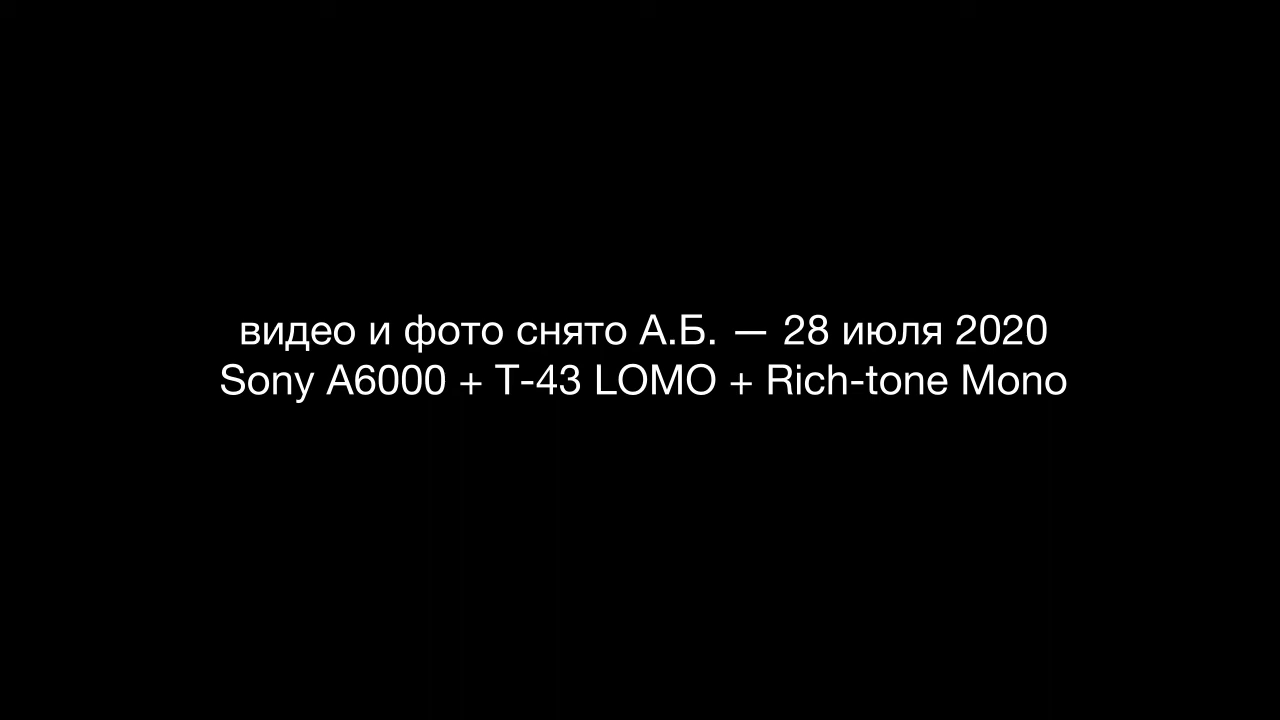 видео и фото снято А.Б. — 28 июля 2020
Sony A6000 + T-43 LOMO + Rich-tone Mono